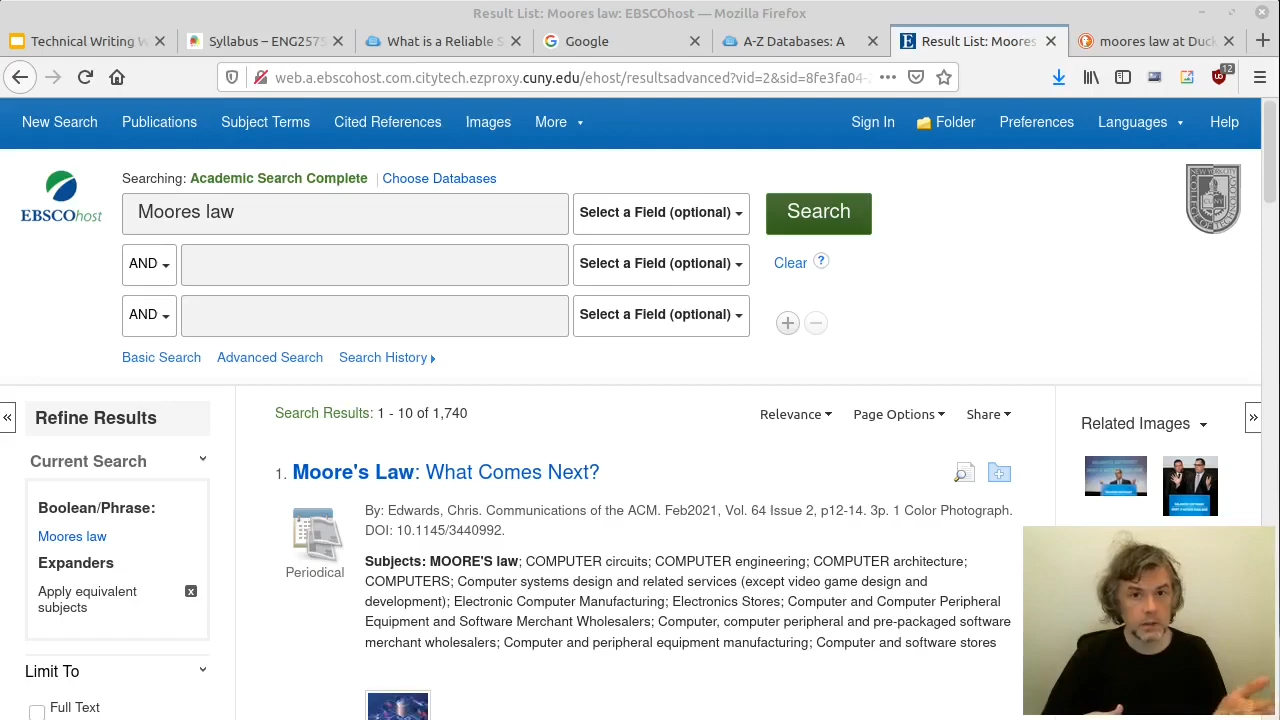 Result List: Moores law: EBSCOhost — Mozilla Firefox
Technical Writing W
Syllabus – ENG2575
What is a Reliable S
Google
A-Z Databases: A
Result List: Moores
moores law at Duck
web.a.ebscohost.com.citytech.ezproxy.cuny.edu/ehost/resultsadvanced?vid=2&sid=8fe3fa04-
12
New Search Publications Subject Terms Cited References Images More Sign In Folder Preferences Languages Help
EBSCOhost
Searching: Academic Search Complete Choose Databases
Moores law Select a Field (optional) Search
AND Select a Field (optional) Clear ?
AND Select a Field (optional)
Basic Search Advanced Search Search History
Refine Results
Current Search
Boolean/Phrase:
Moores law
Expanders
Apply equivalent
subjects
x
Limit To
Full Text
Search Results: 1 - 10 of 1,740
Relevance Page Options Share
1. Moore's Law: What Comes Next?
Periodical
By: Edwards, Chris. Communications of the ACM. Feb2021, Vol. 64 Issue 2, p12-14. 3p. 1 Color Photograph.
DOI: 10.1145/3440992.
Subjects: MOORE'S law; COMPUTER circuits; COMPUTER engineering; COMPUTER architecture;
COMPUTERS; Computer systems design and related services (except video game design and
development); Electronic Computer Manufacturing; Electronics Stores; Computer and Computer Peripheral
Equipment and Software Merchant Wholesalers; Computer, computer peripheral and pre-packaged software
merchant wholesalers; Computer and peripheral equipment manufacturing; Computer and software stores
Related Images